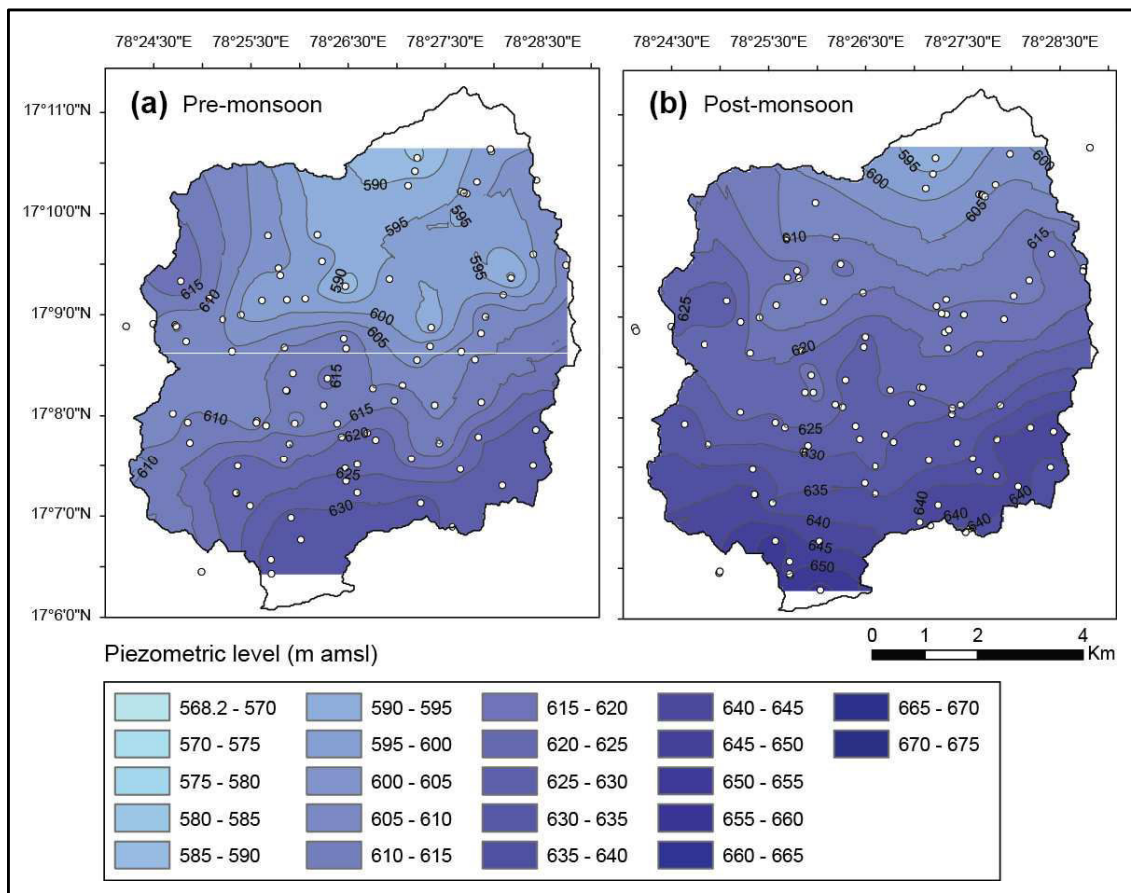 78°24'30"E 78°25'30"E 78°26'30"E 78°27'30"E 78°28'30"E
78°24'30"E 78°25'30"E 78°26'30"E 78°27'30"E 78°28'30"E
17°11'0"N
17°10'0"N
17°9'0"N
17°8'0"N
17°7'0"N
17°6'0"N
(a) Pre-monsoon
590
595
595
595
590
615
610
600
605
615
615
610
620
610
625
630
(b) Post-monsoon
595
600
600
605
610
615
625
620
625
630
635
640
640
640
640
645
650
0 1 2 4
Km
Piezometric level (m amsl)
568.2 - 570
570 - 575
575 - 580
580 - 585
585 - 590
590 - 595
595 - 600
600 - 605
605 - 610
610 - 615
615 - 620
620 - 625
625 - 630
630 - 635
635 - 640
640 - 645
645 - 650
650 - 655
655 - 660
660 - 665
665 - 670
670 - 675